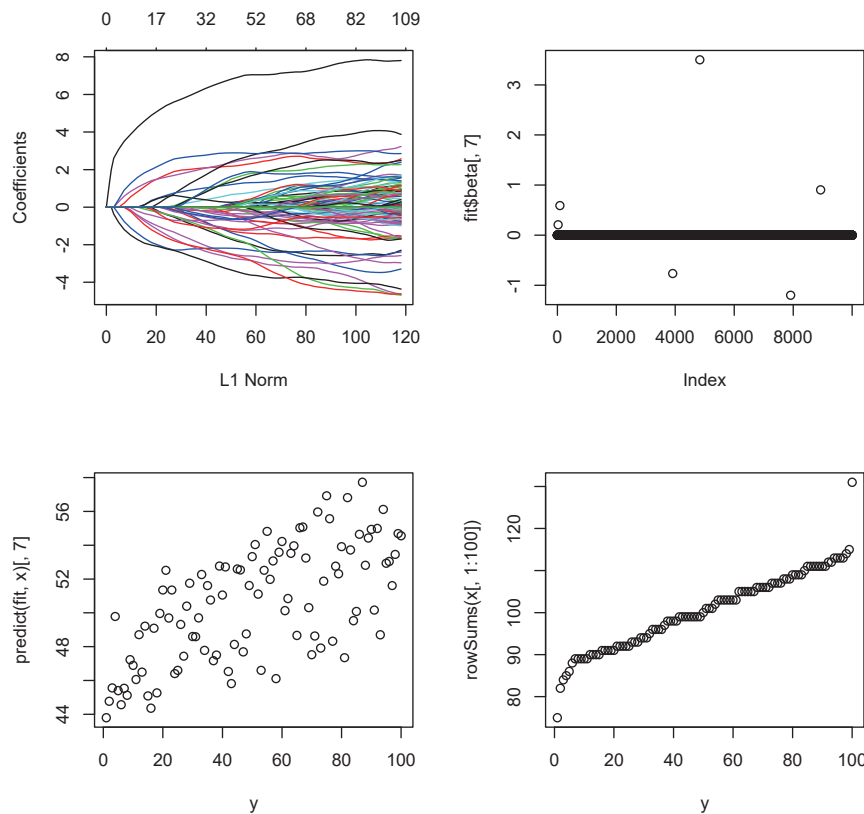 0 17 32 52 68 82 109
8
6
4
2
0
-2
-4
Coefficients
0 20 40 60 80 100 120
L1 Norm
3
2
1
0
-1
fit$beta[, 7]
0 2000 4000 6000 8000
Index
56
52
48
44
predict(fit, x)[, 7]
0 20 40 60 80 100
y
120
110
100
90
80
rowSums(x[, 1:100])
0 20 40 60 80 100
y